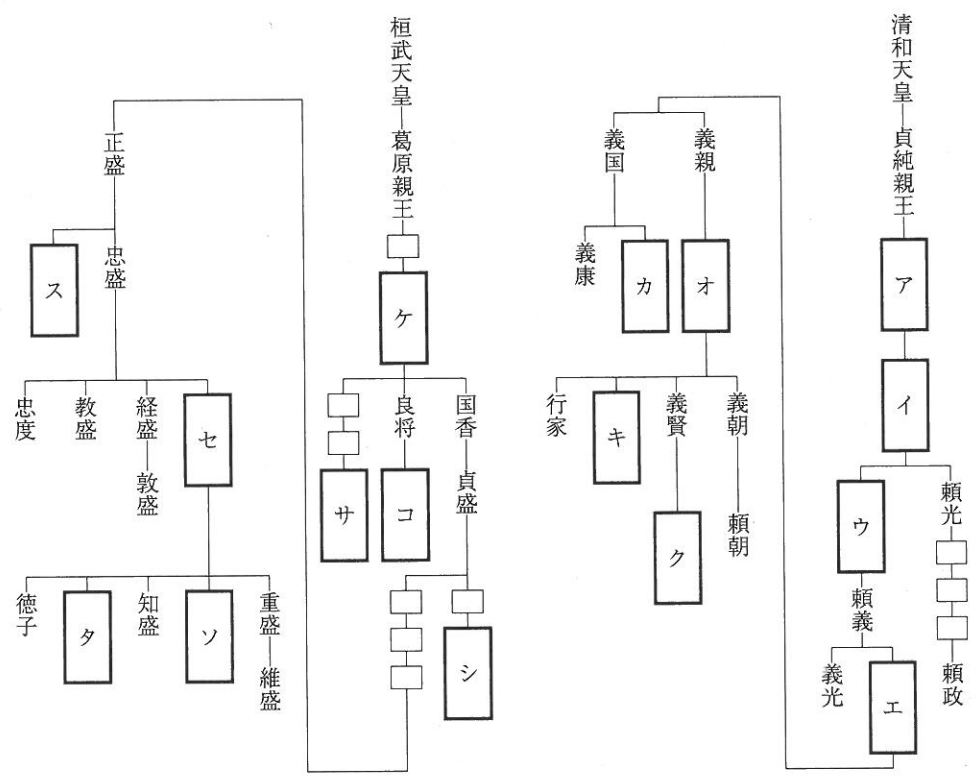 清和天皇
貞純親王
ア
イ
頼光
頼政
ウ
頼義
エ
義光
義親
オ
義国
カ
義康
義朝
頼朝
義賢
ク
キ
行家
桓武天皇
葛原親王
ケ
国香
貞盛
シ
良将
コ
サ
正盛
忠盛
ス
セ
経盛
敦盛
教盛
忠度
重盛
維盛
ソ
知盛
タ
徳子